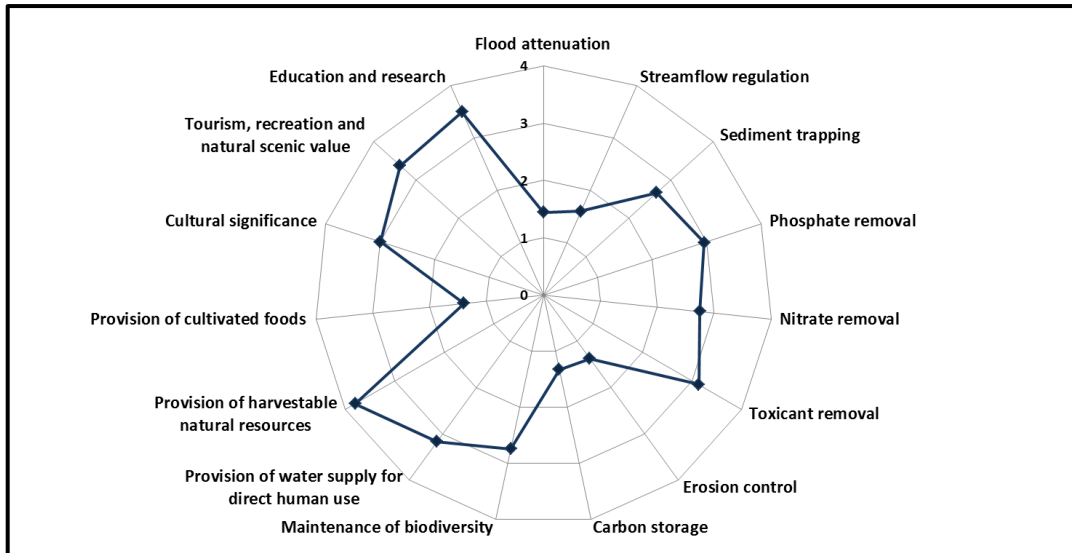 Flood attenuation
Streamflow regulation
Sediment trapping
Phosphate removal
Nitrate removal
Toxicant removal
Erosion control
Carbon storage
Maintenance of biodiversity
Provision of water supply for
direct human use
Provision of harvestable
natural resources
Provision of cultivated foods
Cultural significance
Tourism, recreation and
natural scenic value
Education and research
4
3
2
1
0